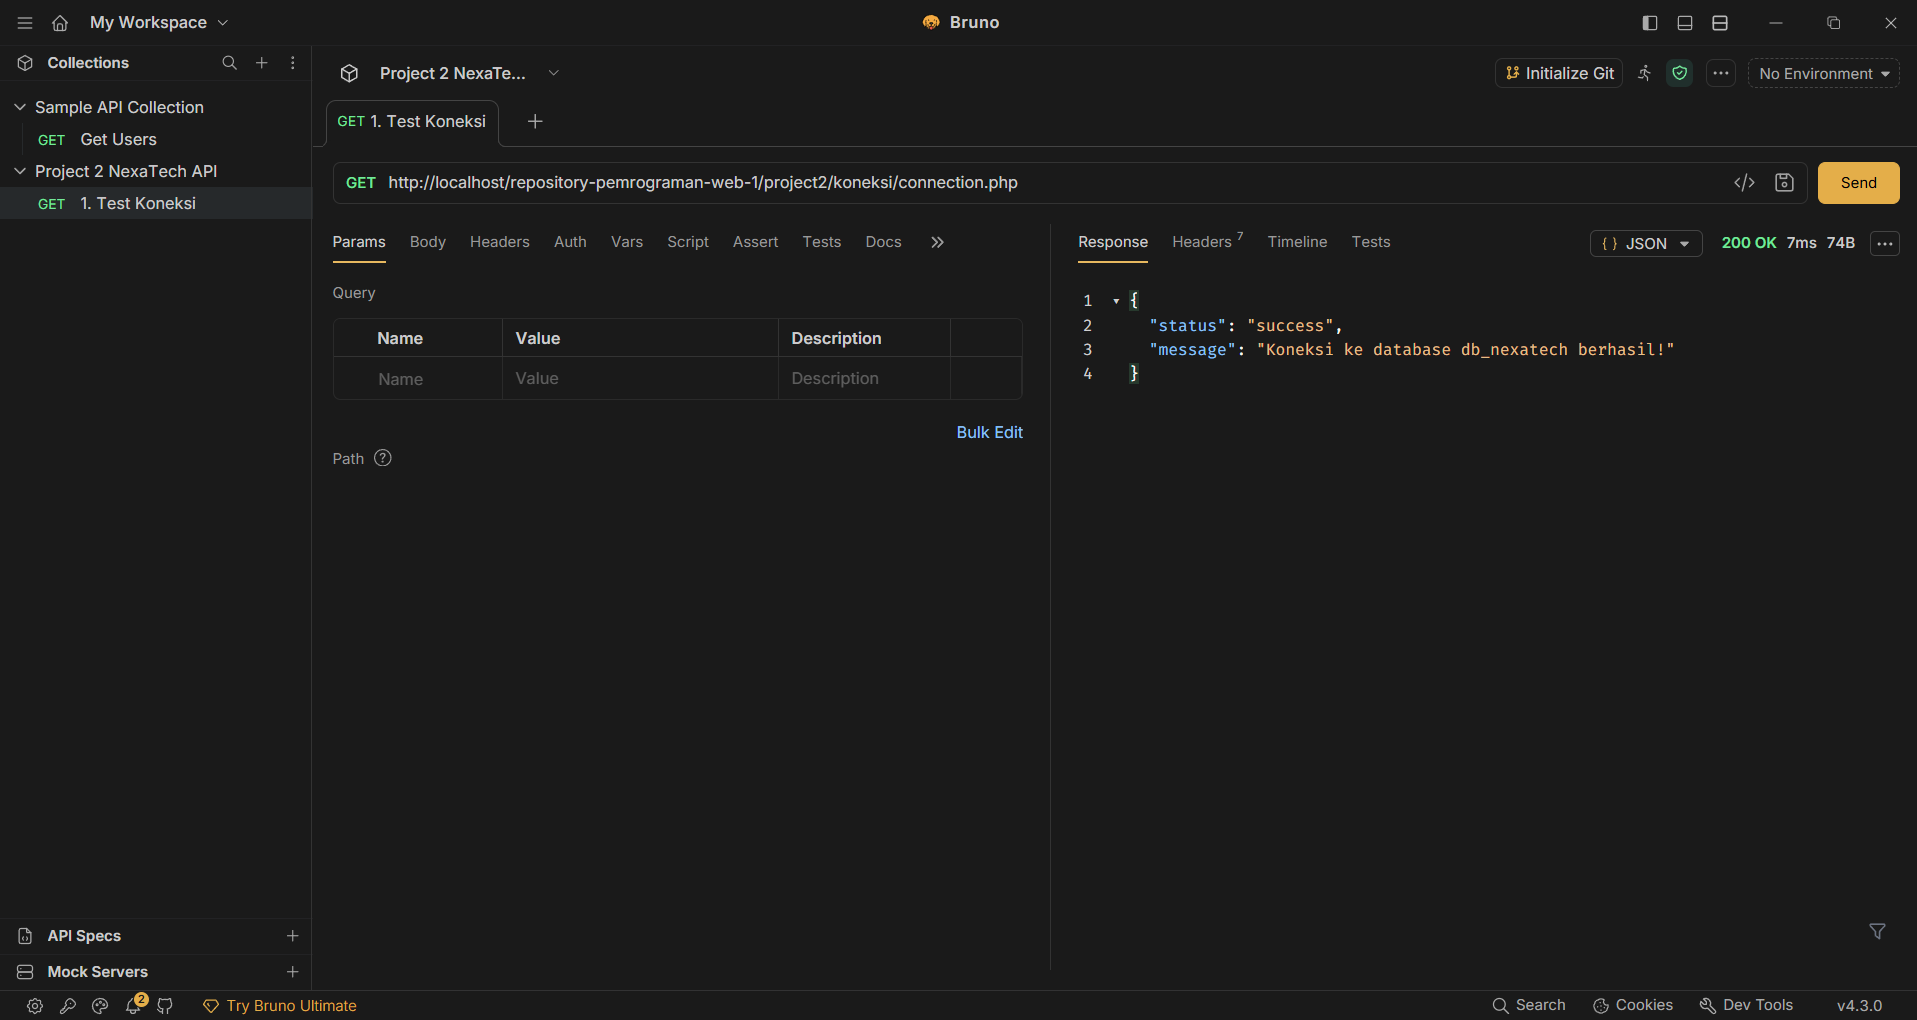 My Workspace
Bruno
Collections
Sample API Collection
GET Get Users
Project 2 NexaTech API
GET 1. Test Koneksi
Project 2 NexaTe...
Initialize Git
No Environment
GET 1. Test Koneksi
GET http://localhost/repository-pemrograman-web-1/project2/koneksi/connection.php
Send
Params Body Headers Auth Vars Script Assert Tests Docs
Query
Name Value Description
Name Value Description
Bulk Edit
Path
Response Headers 7 Timeline Tests
{ } JSON 200 OK 7ms 74B
1 {
2 "status": "success",
3 "message": "Koneksi ke database db_nexatech berhasil!"
4 }
API Specs
Mock Servers
2
Try Bruno Ultimate
Search
Cookies
Dev Tools
v4.3.0